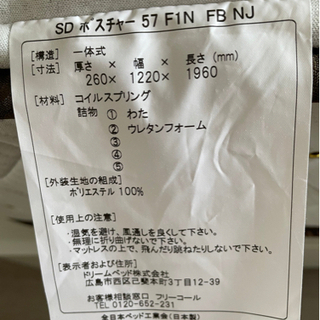 SD ポスチャー 57 F1N FB NJ
[構造] 一体式
[寸法] 厚さ × 幅 × 長さ (mm)
260× 1220× 1960
[材料] コイルスプリング
詰物 ① わた
② ウレタンフォーム
③
④
⑤
[外装生地の組成]
ポリエステル 100%
[使用上の注意]
・湿気を避け、風通しを良くして下さい。
・無理に折り曲げないで下さい。
・マットレスの上で、飛んだり跳ねたりしないで下さい。
[表示者および住所]
ドリームベッド株式会社
広島市西区己斐本町3丁目12-39
お客様相談窓口 フリーコール
TEL 0120-652-231
全日本ベッド工業会(日本製)